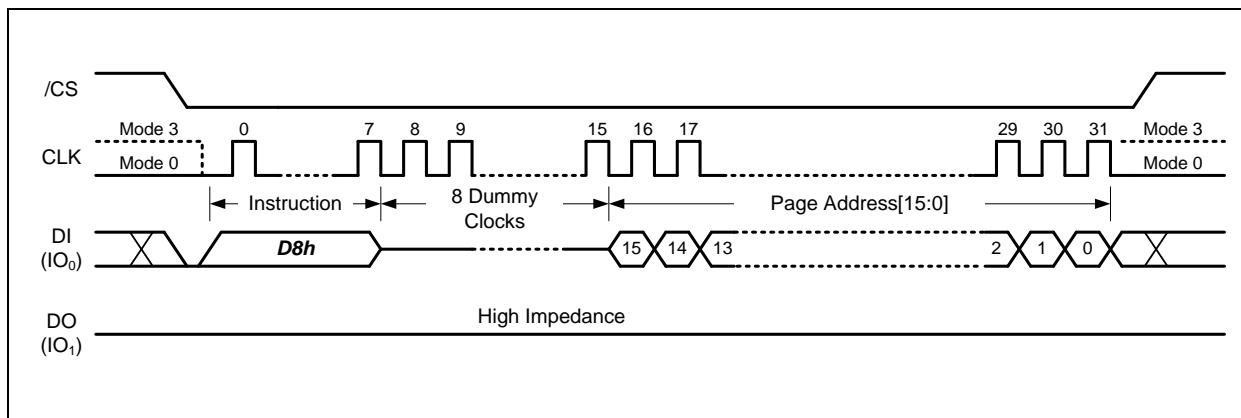 /CS
Mode 3 0 7 8 9 15 16 17 29 30 31 Mode 3
CLK
Mode 0 Mode 0
Instruction 8 Dummy Clocks Page Address[15:0]
DI
(IO0)
D8h 15 14 13 2 1 0
High Impedance
DO
(IO1)